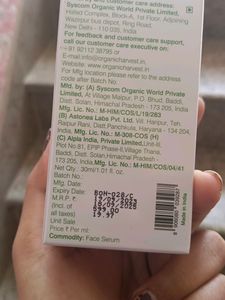 and customer care address:
Syscom Organic World Private Limited,
Halfed Complex, Block-A, 1st Floor, Adjoining
Wazirpur bus depot, Ring Road,
New Delhi - 110 035, India
For feedback and customer care support,
call our customer care executive on:
+91 92112 38795 or
E-mail:info@organicharvest.in
Website: www.organicharvest.in
For Mfg location please refer to the address
code after Batch No.
Mfg. by: (A) Syscom Organic World Private
Limited, At Village Malpur, P.O. Bhud, Baddi,
Distt. Solan, Himachal Pradesh - 173 205, India
Mfg. Lic. No.: M-HIM/COS/L/19/283
(B) Astonea Labs Pvt. Ltd. Vill. Haripur, Teh.
Raipur Rani, Distt. Panchkula, Haryana - 134 204,
India, Mfg. Lic. No.: M-308-COS (H)
(C) Alpla India, Private Limited, Unit-III,
Plot No 81, EPIP Phase-II, Village Thana,
Baddi, Distt. Solan, Himachal Pradesh -
173 205, India, Mfg. Lic. No.: M-HIM/COS/04/41
Net Qty.: 30ml/1.01 fl. oz.
Batch No.
Mfg. Date
Expiry Date
M.R.P. ₹
(Incl. of
all taxes)
Unit Sale
Price ₹ Per ml
Commodity: Face Serum
Made in India